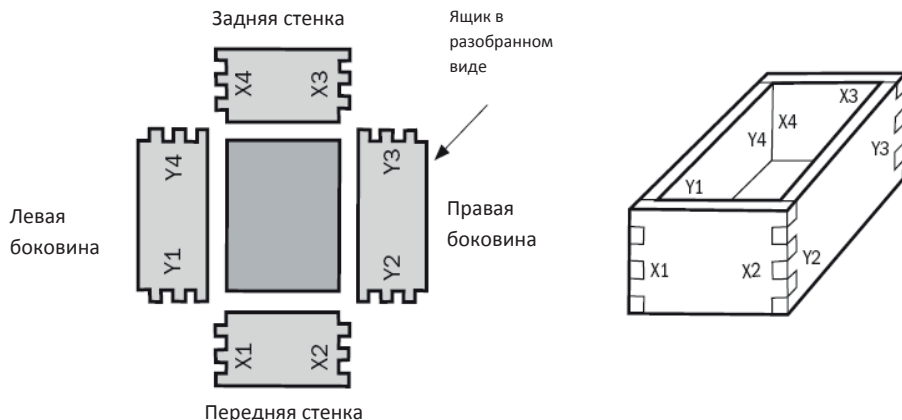 Задняя стенка
Ящик в
разобранном
виде
X4
X3
Y4
Y3
Левая
боковина
Правая
боковина
Y1
Y2
X1
X2
Передняя стенка
X3
X4
Y4
Y3
Y1
Y2
X1
X2